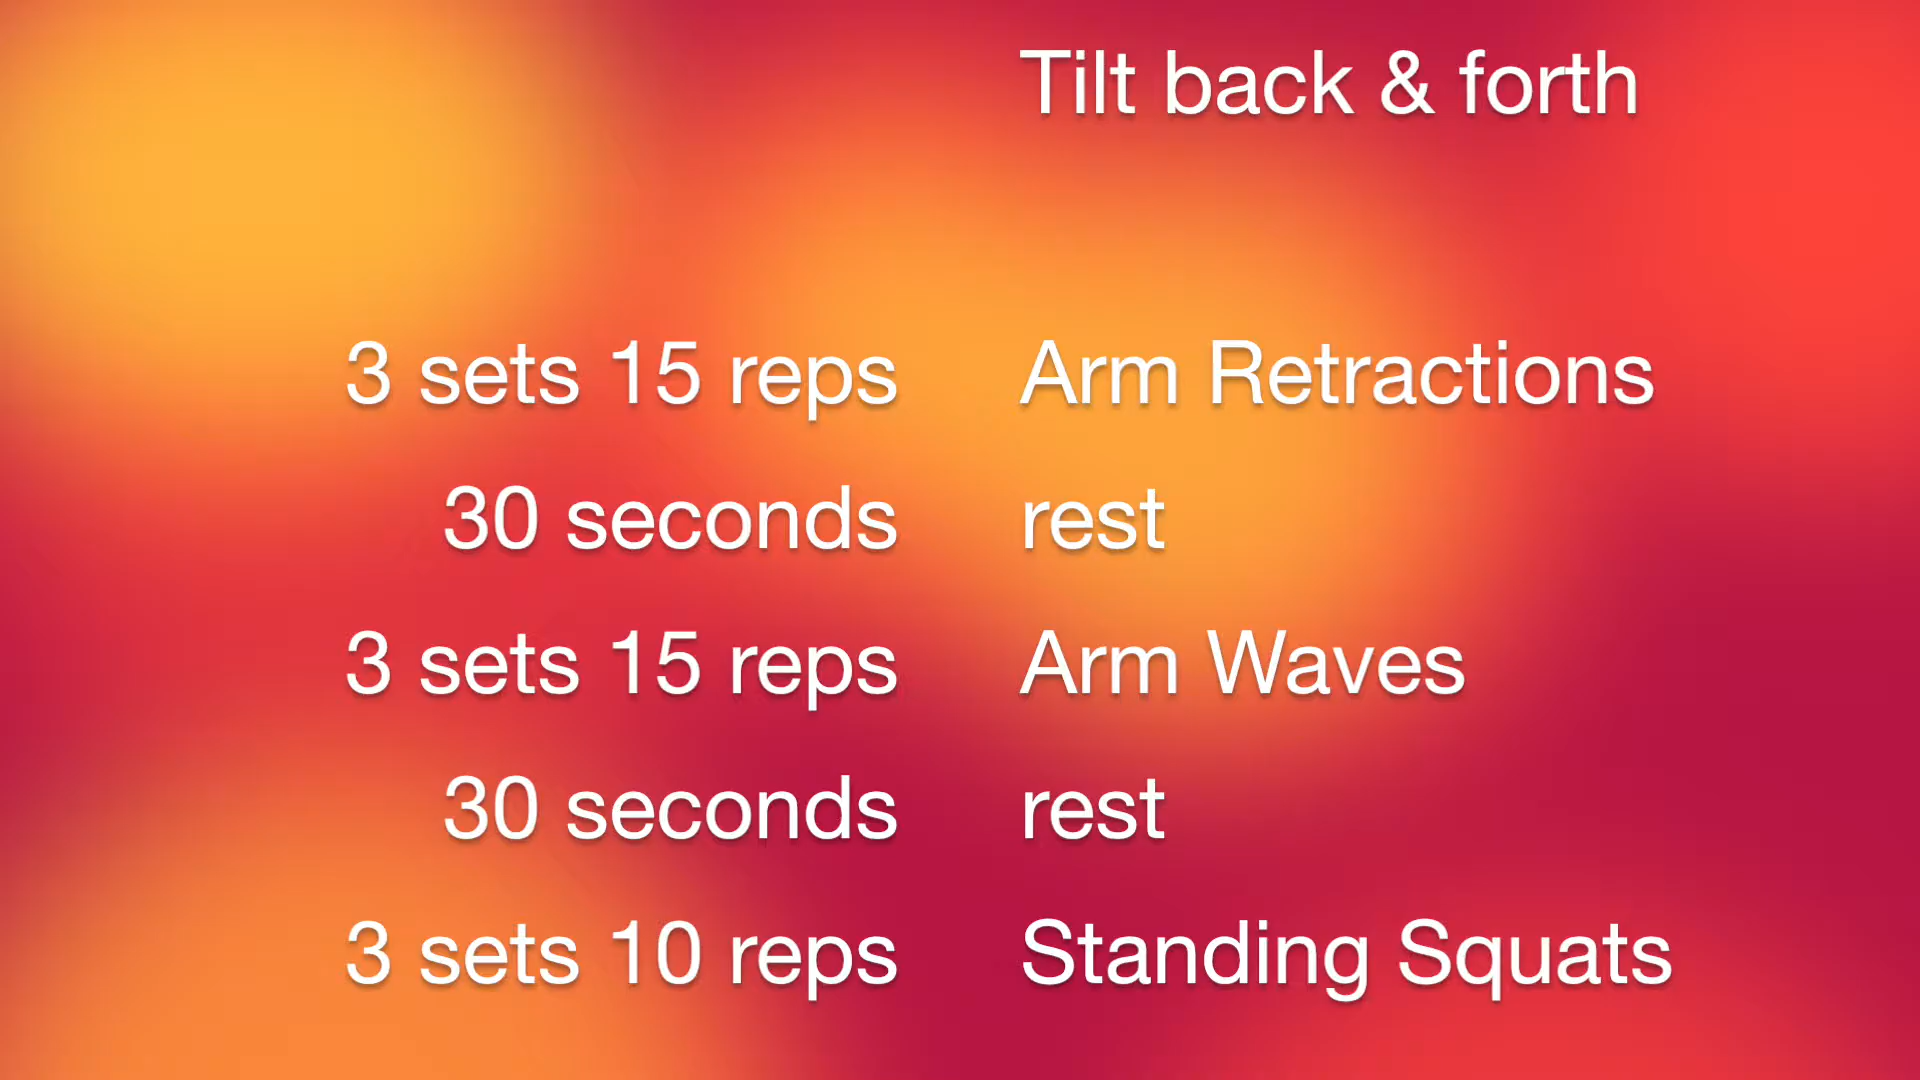 Tilt back & forth
3 sets 15 reps Arm Retractions
30 seconds rest
3 sets 15 reps Arm Waves
30 seconds rest
3 sets 10 reps Standing Squats